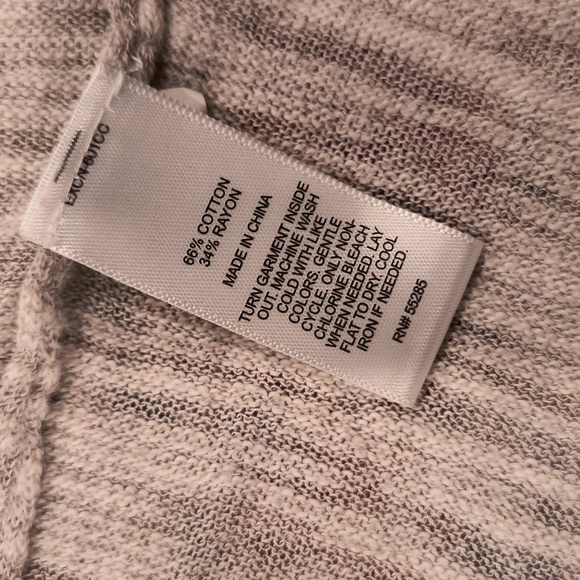 66% COTTON
34% RAYON
MADE IN CHINA
TURN GARMENT INSIDE
OUT. MACHINE WASH
COLD WITH LIKE
COLORS, GENTLE
CYCLE. ONLY NON-
CHLORINE BLEACH
WHEN NEEDED. LAY
FLAT TO DRY. COOL
IRON IF NEEDED
RN# 55285